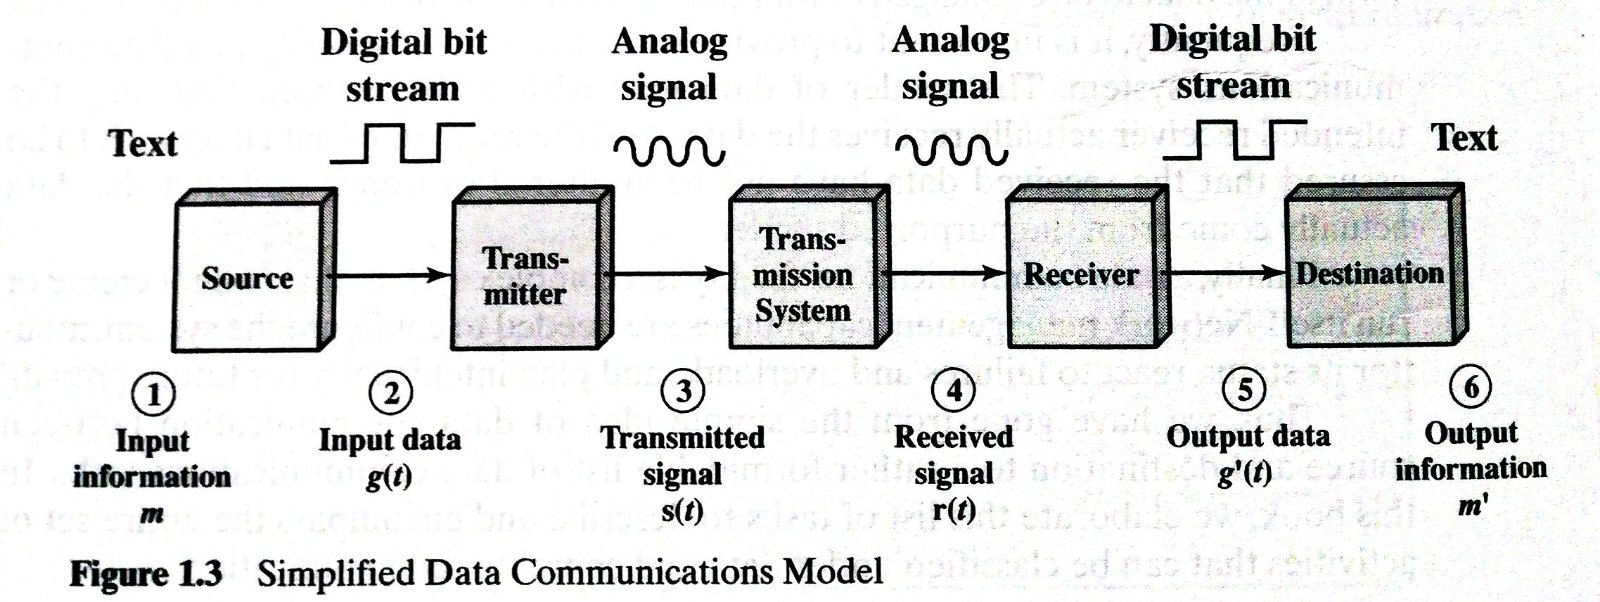 Digital bit
stream
Analog
signal
Analog
signal
Digital bit
stream
Text
Text
Source
Trans-
mitter
Trans-
mission
System
Receiver
Destination
1
Input
information
m
2
Input data
g(t)
3
Transmitted
signal
s(t)
4
Received
signal
r(t)
5
Output data
g'(t)
6
Output
information
m'
Figure 1.3 Simplified Data Communications Model